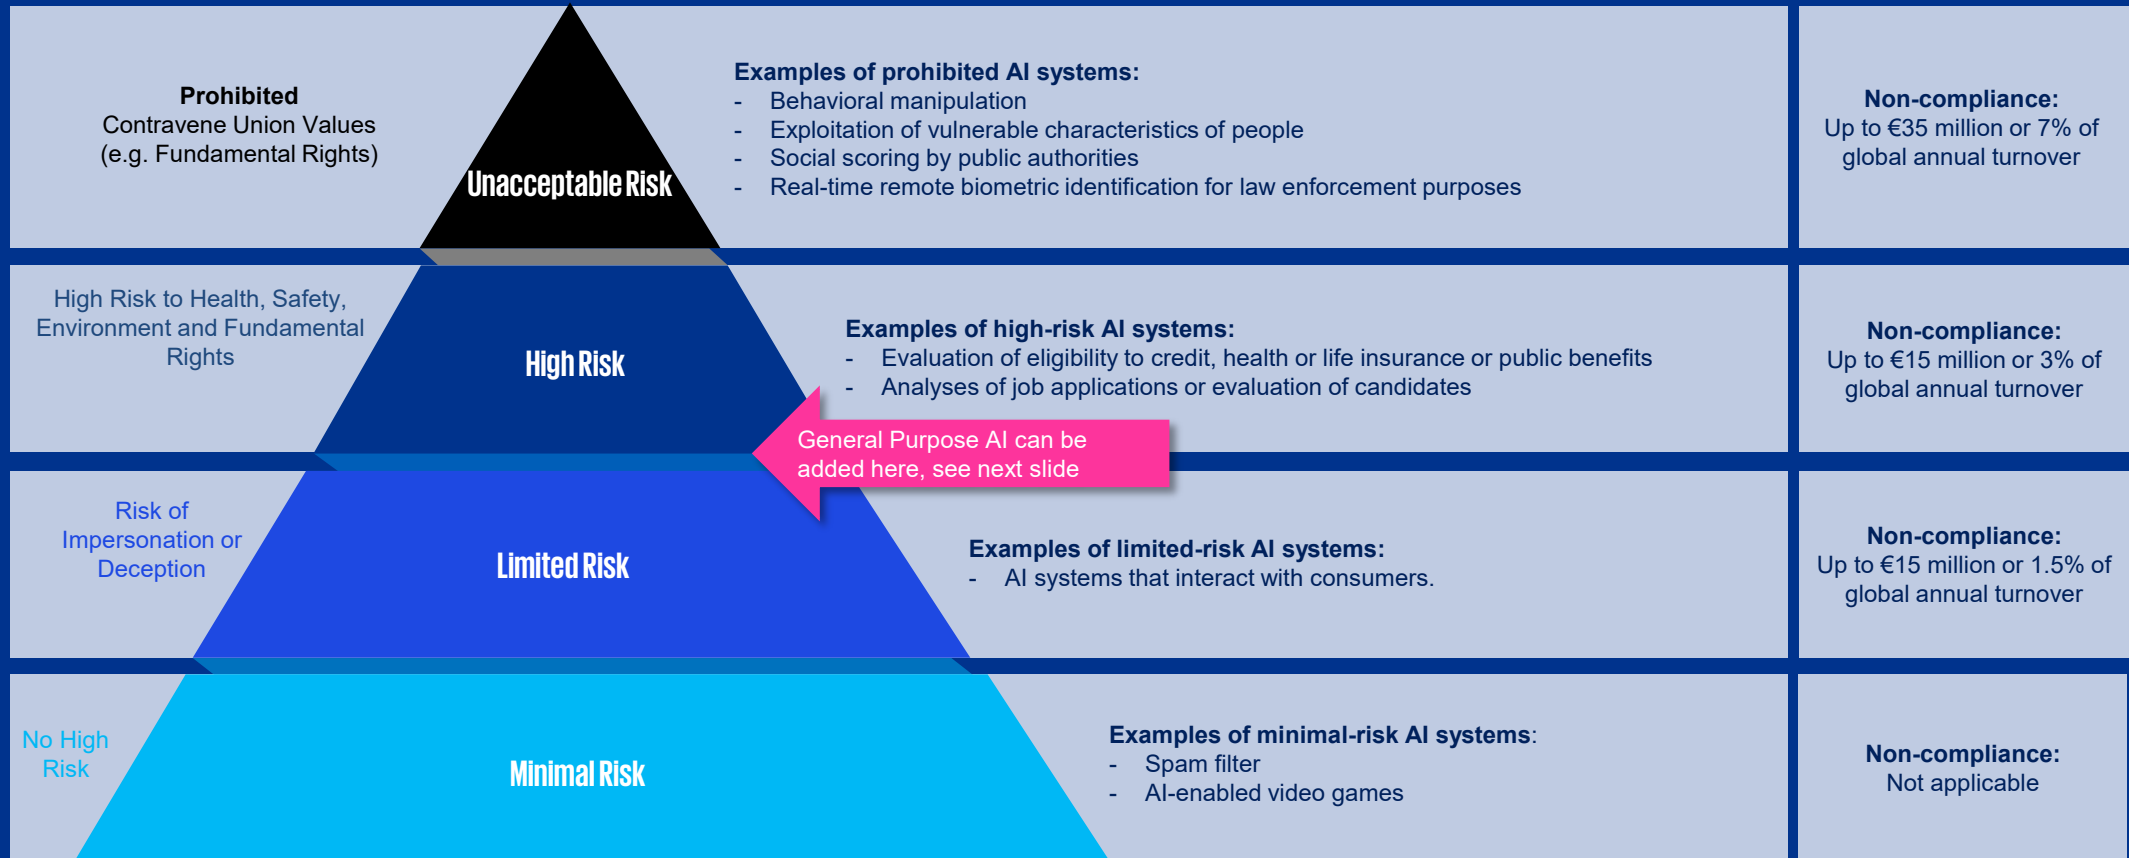 Prohibited
Contravene Union Values
(e.g. Fundamental Rights)
Unacceptable Risk
Examples of prohibited AI systems:
- Behavioral manipulation
- Exploitation of vulnerable characteristics of people
- Social scoring by public authorities
- Real-time remote biometric identification for law enforcement purposes
Non-compliance:
Up to €35 million or 7% of
global annual turnover
High Risk to Health, Safety,
Environment and Fundamental
Rights
High Risk
Examples of high-risk AI systems:
- Evaluation of eligibility to credit, health or life insurance or public benefits
- Analyses of job applications or evaluation of candidates
Non-compliance:
Up to €15 million or 3% of
global annual turnover
General Purpose AI can be
added here, see next slide
Risk of
Impersonation or
Deception
Limited Risk
Examples of limited-risk AI systems:
- AI systems that interact with consumers.
Non-compliance:
Up to €15 million or 1.5% of
global annual turnover
No High
Risk
Minimal Risk
Examples of minimal-risk AI systems:
- Spam filter
- AI-enabled video games
Non-compliance:
Not applicable